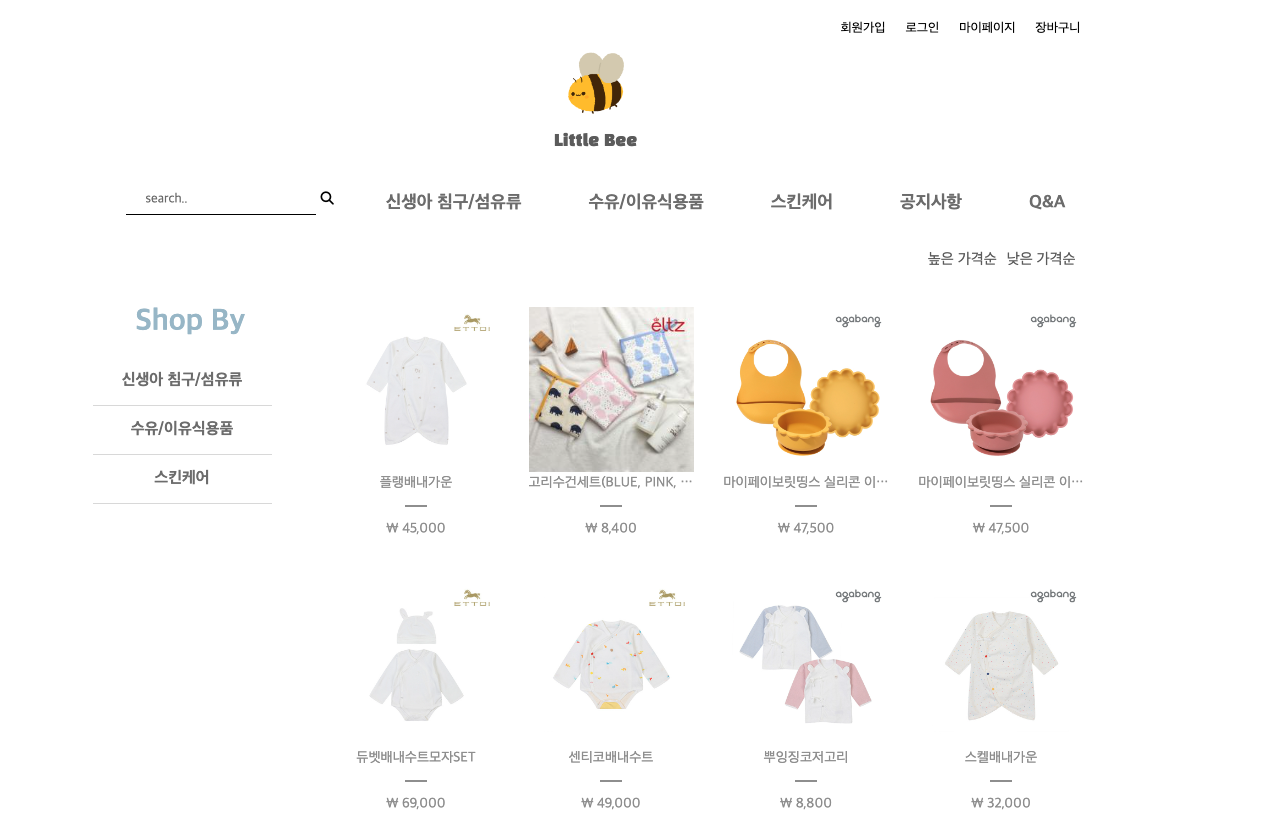 회원가입 로그인 마이페이지 장바구니
Little Bee
search..
신생아 침구/섬유류 수유/이유식용품 스킨케어 공지사항 Q&A
높은 가격순 낮은 가격순
Shop By
신생아 침구/섬유류
수유/이유식용품
스킨케어
ETTOI
eltz
agabang
agabang
플랭배내가운
고리수건세트(BLUE, PINK, ⋯
마이페이보릿띵스 실리콘 이⋯
마이페이보릿띵스 실리콘 이⋯
₩ 45,000
₩ 8,400
₩ 47,500
₩ 47,500
ETTOI
ETTOI
agabang
agabang
듀벳배내수트모자SET
센티코배내수트
뿌잉징코저고리
스켈배내가운
₩ 69,000
₩ 49,000
₩ 8,800
₩ 32,000